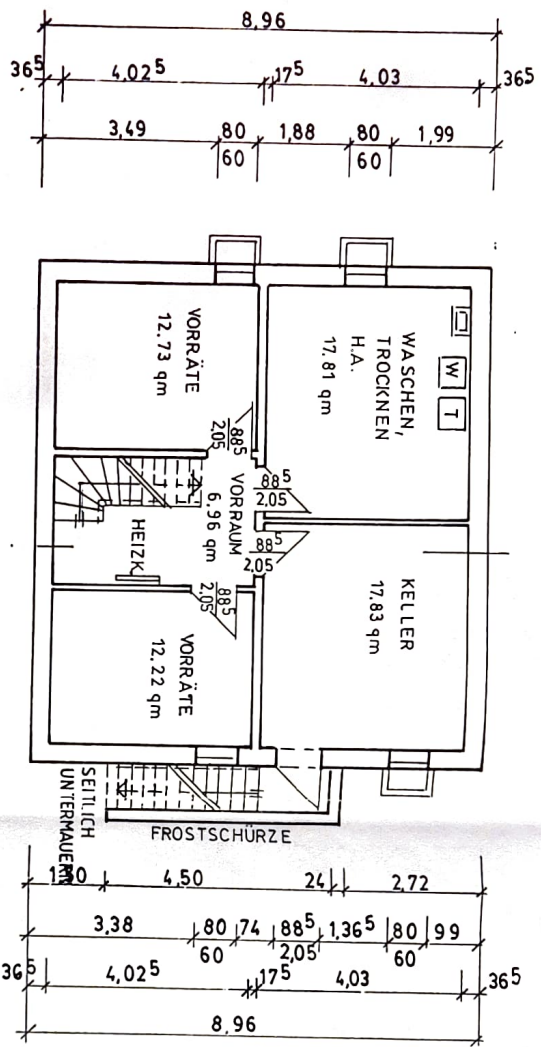 8,96
36⁵ 4,02⁵ 17⁵ 4,03 36⁵
3,49 80 1,88 80 1,99
60 60
VORRÄTE
12.73 qm
WASCHEN,
TROCKNEN
H.A.
17.81 qm
W
T
88⁵
2,05
88⁵
2,05
VORRAUM
6.96 qm
HEIZK
88⁵
2,05
88⁵
2,05
KELLER
17.83 qm
VORRÄTE
12.22 qm
SEITLICH
UNTERMAUERN
FROSTSCHÜRZE
4,50 24 2,72
3,38 80 74 88⁵ 1,36⁵ 80 99
60 2,05 60
36⁵ 4,02⁵ 17⁵ 4,03 36⁵
8,96